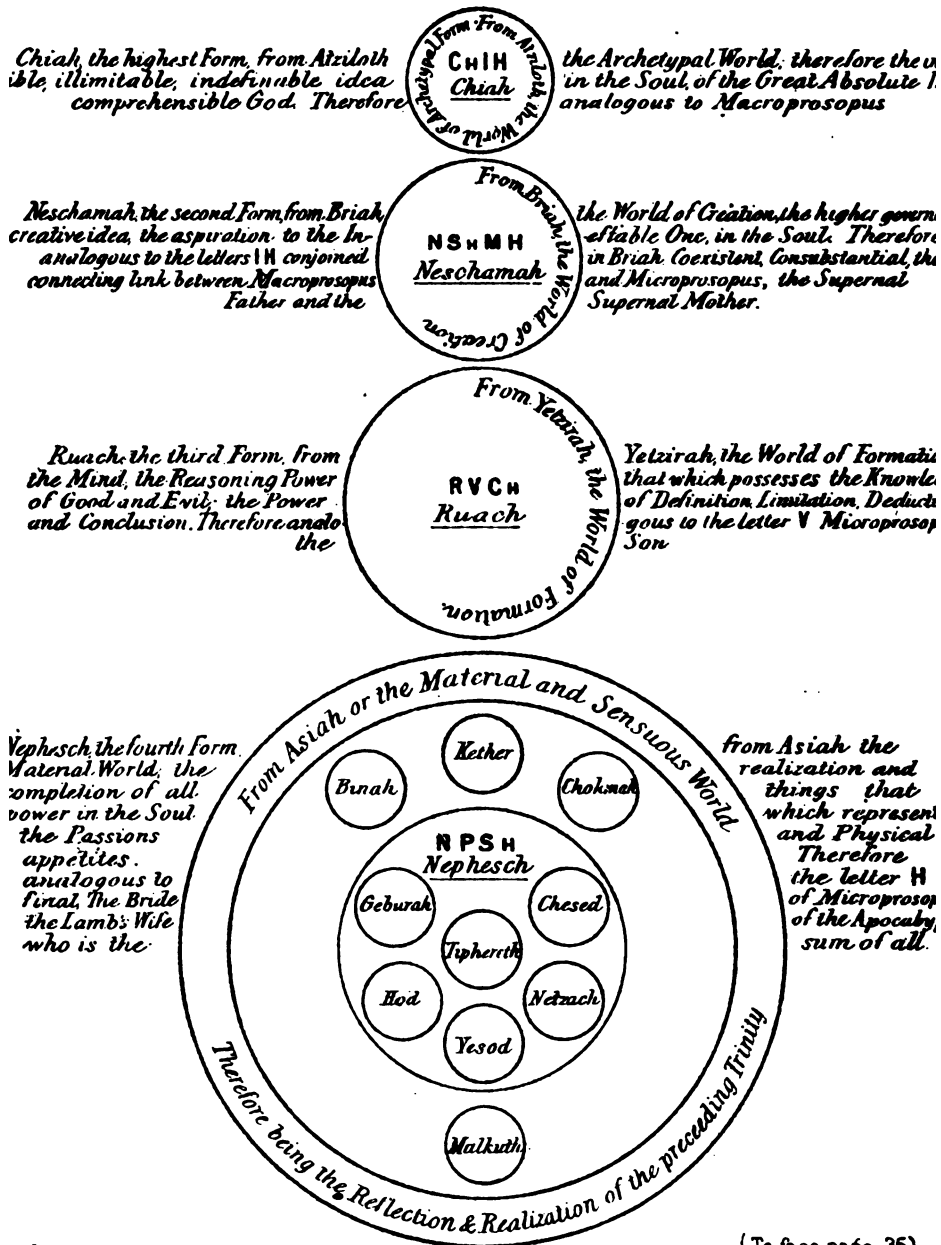 Chiah, the highest Form, from Atziloth the Archetypal World; therefore the
ible, illimitable, indefinable idea in the Soul, of the Great Absolute
comprehensible God. Therefore analogous to Macroprosopus
Archetypal Form. From Atziloth, the World of
CHIH
Chiah
Neschamah, the second Form, from Briah, the World of Creation, the higher govern
creative idea, the aspiration to the In- effable One, in the Soul. Therefore
analogous to the letters IH conjoined in Briah Coexistent, Consubstantial, the
connecting link between Macroprosopus and Microprosopus, the Supernal
Father and the Supernal Mother.
From Briah, the World of Creation
NSHMH
Neschamah
Ruach, the third Form, from Yetzirah, the World of Formatio
the Mind, the Reasoning Power that which possesses the Knowle
of Good and Evil; the Power of Definition, Limitation, Deducti
and Conclusion. Therefore analo gous to the letter V Microprosop
the Son
From Yetzirah, the World of Formation.
RVCH
Ruach
Nephesch, the fourth Form from Asiah the
Material World; the realization and
completion of all things that
power in the Soul which represent
the Passions and Physical
appetites. Therefore
analogous to the letter H
final, The Bride of Microprosop
the Lamb's Wife of the Apocalyp
who is the sum of all.
From Asiah or the Material and Sensuous World
Kether
Binah
Chokmah
NPSH
Nephesch
Geburah
Chesed
Tiphereth
Hod
Netzach
Yesod
Malkuth
Therefore being the Reflection & Realization of the preceeding Trinity